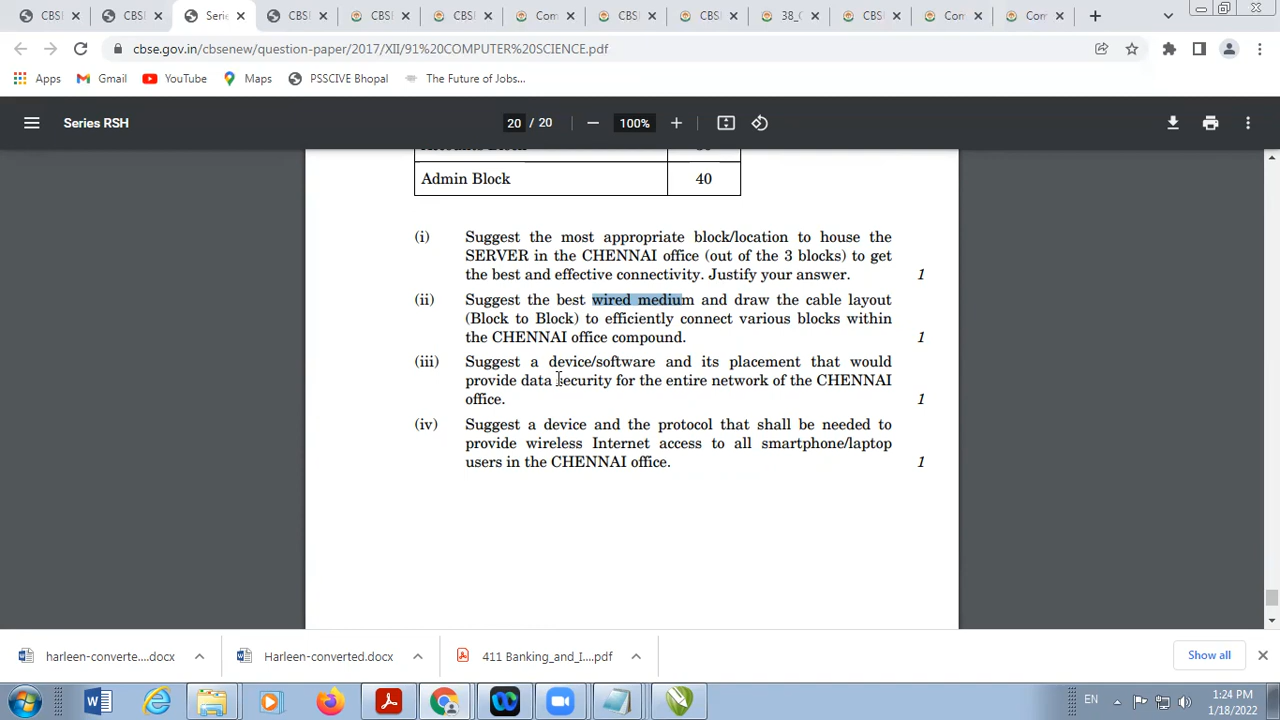 CBSE
CBSE
Serie
CBSE
CBSE
CBSE
Com
CBSE
CBSE
38_C
CBSE
Com
Com
cbse.gov.in/cbsenew/question-paper/2017/XII/91%20COMPUTER%20SCIENCE.pdf
Apps Gmail YouTube Maps PSSCIVE Bhopal The Future of Jobs...
Series RSH 20 / 20 100%
Admin Block 40
(i) Suggest the most appropriate block/location to house the
SERVER in the CHENNAI office (out of the 3 blocks) to get
the best and effective connectivity. Justify your answer. 1
(ii) Suggest the best wired medium and draw the cable layout
(Block to Block) to efficiently connect various blocks within
the CHENNAI office compound. 1
(iii) Suggest a device/software and its placement that would
provide data security for the entire network of the CHENNAI
office. 1
(iv) Suggest a device and the protocol that shall be needed to
provide wireless Internet access to all smartphone/laptop
users in the CHENNAI office. 1
harleen-converte....docx Harleen-converted.docx 411 Banking_and_I....pdf Show all
EN 1:24 PM
1/18/2022